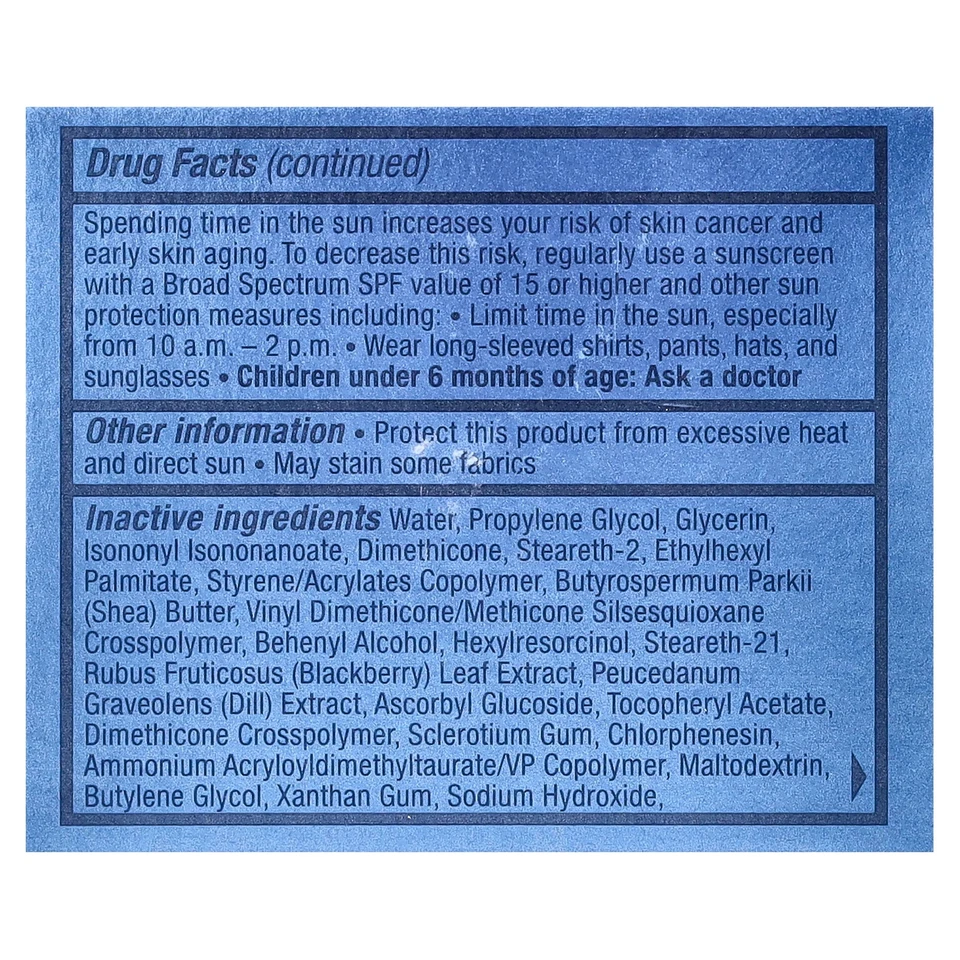 Drug Facts (continued)
Spending time in the sun increases your risk of skin cancer and
early skin aging. To decrease this risk, regularly use a sunscreen
with a Broad Spectrum SPF value of 15 or higher and other sun
protection measures including: • Limit time in the sun, especially
from 10 a.m. – 2 p.m. • Wear long-sleeved shirts, pants, hats, and
sunglasses • Children under 6 months of age: Ask a doctor
Other information • Protect this product from excessive heat
and direct sun • May stain some fabrics
Inactive ingredients Water, Propylene Glycol, Glycerin,
Isononyl Isononanoate, Dimethicone, Steareth-2, Ethylhexyl
Palmitate, Styrene/Acrylates Copolymer, Butyrospermum Parkii
(Shea) Butter, Vinyl Dimethicone/Methicone Silsesquioxane
Crosspolymer, Behenyl Alcohol, Hexylresorcinol, Steareth-21,
Rubus Fruticosus (Blackberry) Leaf Extract, Peucedanum
Graveolens (Dill) Extract, Ascorbyl Glucoside, Tocopheryl Acetate,
Dimethicone Crosspolymer, Sclerotium Gum, Chlorphenesin,
Ammonium Acryloyldimethyltaurate/VP Copolymer, Maltodextrin,
Butylene Glycol, Xanthan Gum, Sodium Hydroxide,